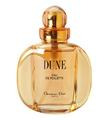 DUNE
EAU
DE TOILETTE
Christian Dior